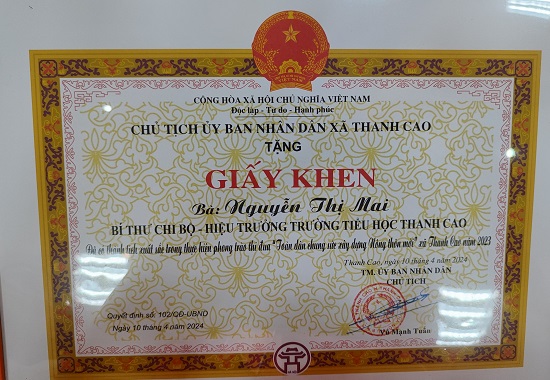 CỘNG HÒA XÃ HỘI CHỦ NGHĨA VIỆT NAM
Độc lập - Tự do - Hạnh phúc
CHỦ TỊCH ỦY BAN NHÂN DÂN XÃ THANH CAO
TẶNG
GIẤY KHEN
Bà: Nguyễn Thị Mai
BÍ THƯ CHI BỘ - HIỆU TRƯỞNG TRƯỜNG TIỂU HỌC THANH CAO
Đã có thành tích xuất sắc trong thực hiện phong trào thi đua "Toàn dân chung sức xây dựng Nông thôn mới" xã Thanh Cao năm 2023
Thanh Cao, ngày 10 tháng 4 năm 2024
TM. ỦY BAN NHÂN DÂN
CHỦ TỊCH
Quyết định số: 102/QĐ-UBND
Ngày 10 tháng 4 năm 2024
Vũ Mạnh Tuân